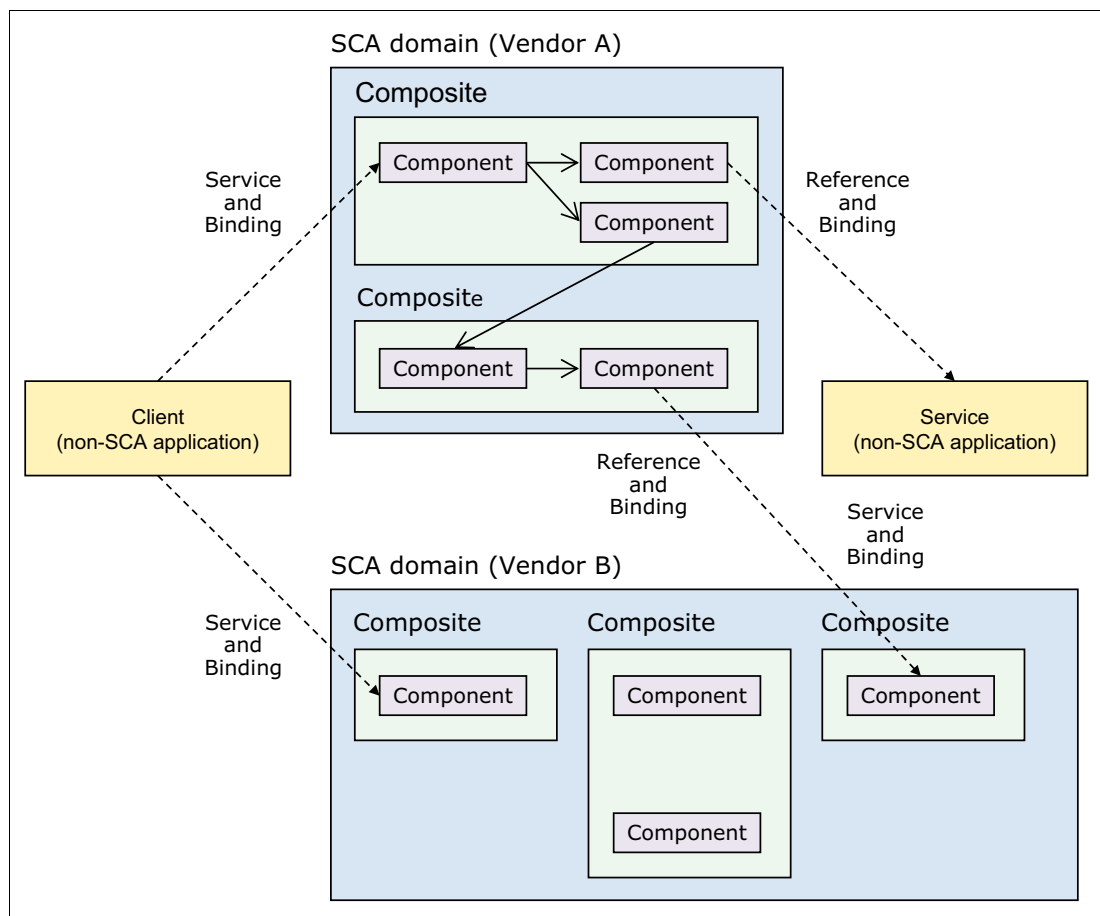 SCA domain (Vendor A)
Composite
Component
Component
Component
Service
and
Binding
Reference
and
Binding
Composite
Component
Component
Client
(non-SCA application)
Service
(non-SCA application)
Reference
and
Binding
Service
and
Binding
SCA domain (Vendor B)
Service
and
Binding
Composite
Composite
Composite
Component
Component
Component
Component